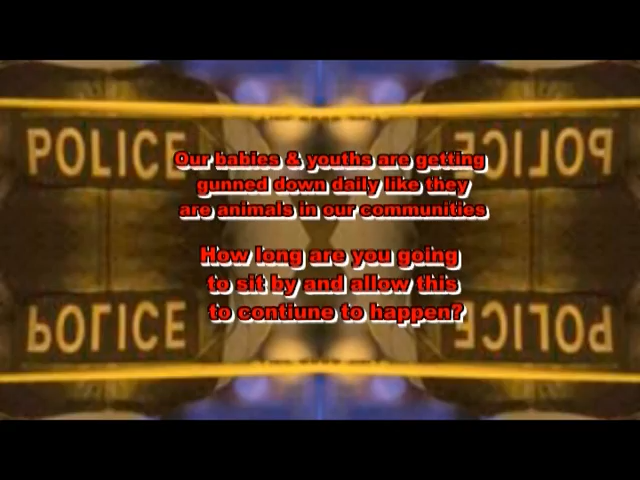 POLICE
POLICE
Our babies & youths are getting
gunned down daily like they
are animals in our communities
How long are you going
to sit by and allow this
to contiune to happen?
POLICE
POLICE